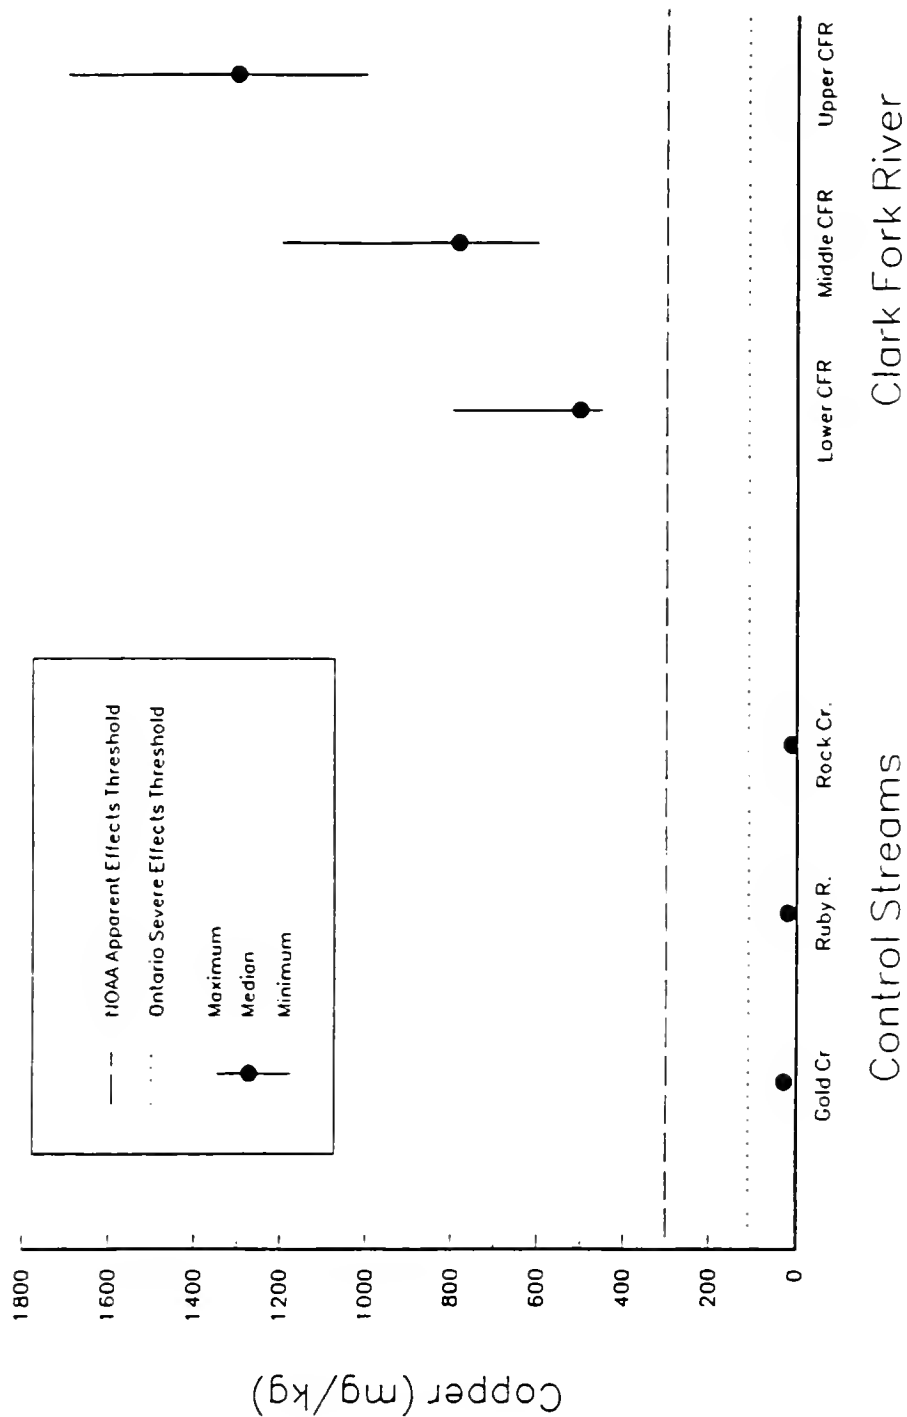 NOAA Apparent Effects Threshold
Ontario Severe Effects Threshold
Maximum
Median
Minimum
Copper (mg/kg)
1800
1600
1400
1200
1000
800
600
400
200
0
Gold Cr
Ruby R.
Rock Cr.
Lower CFR
Middle CFR
Upper CFR
Control Streams
Clark Fork River